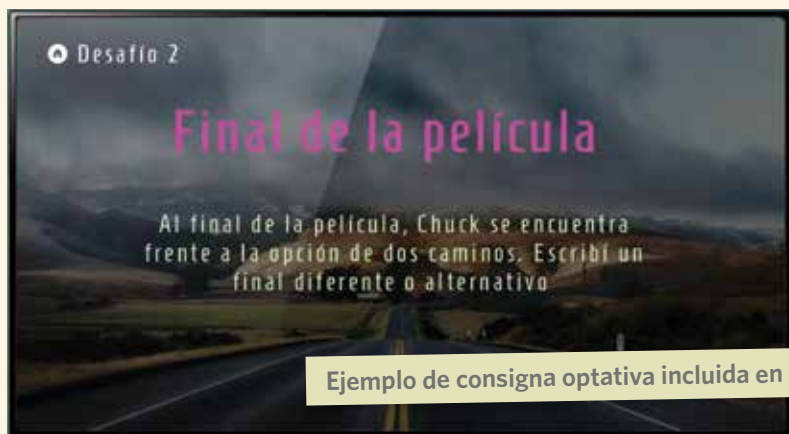 Desafío 2
Final de la película
Al final de la película, Chuck se encuentra
frente a la opción de dos caminos. Escribí un
final diferente o alternativo
Ejemplo de consigna optativa incluida en